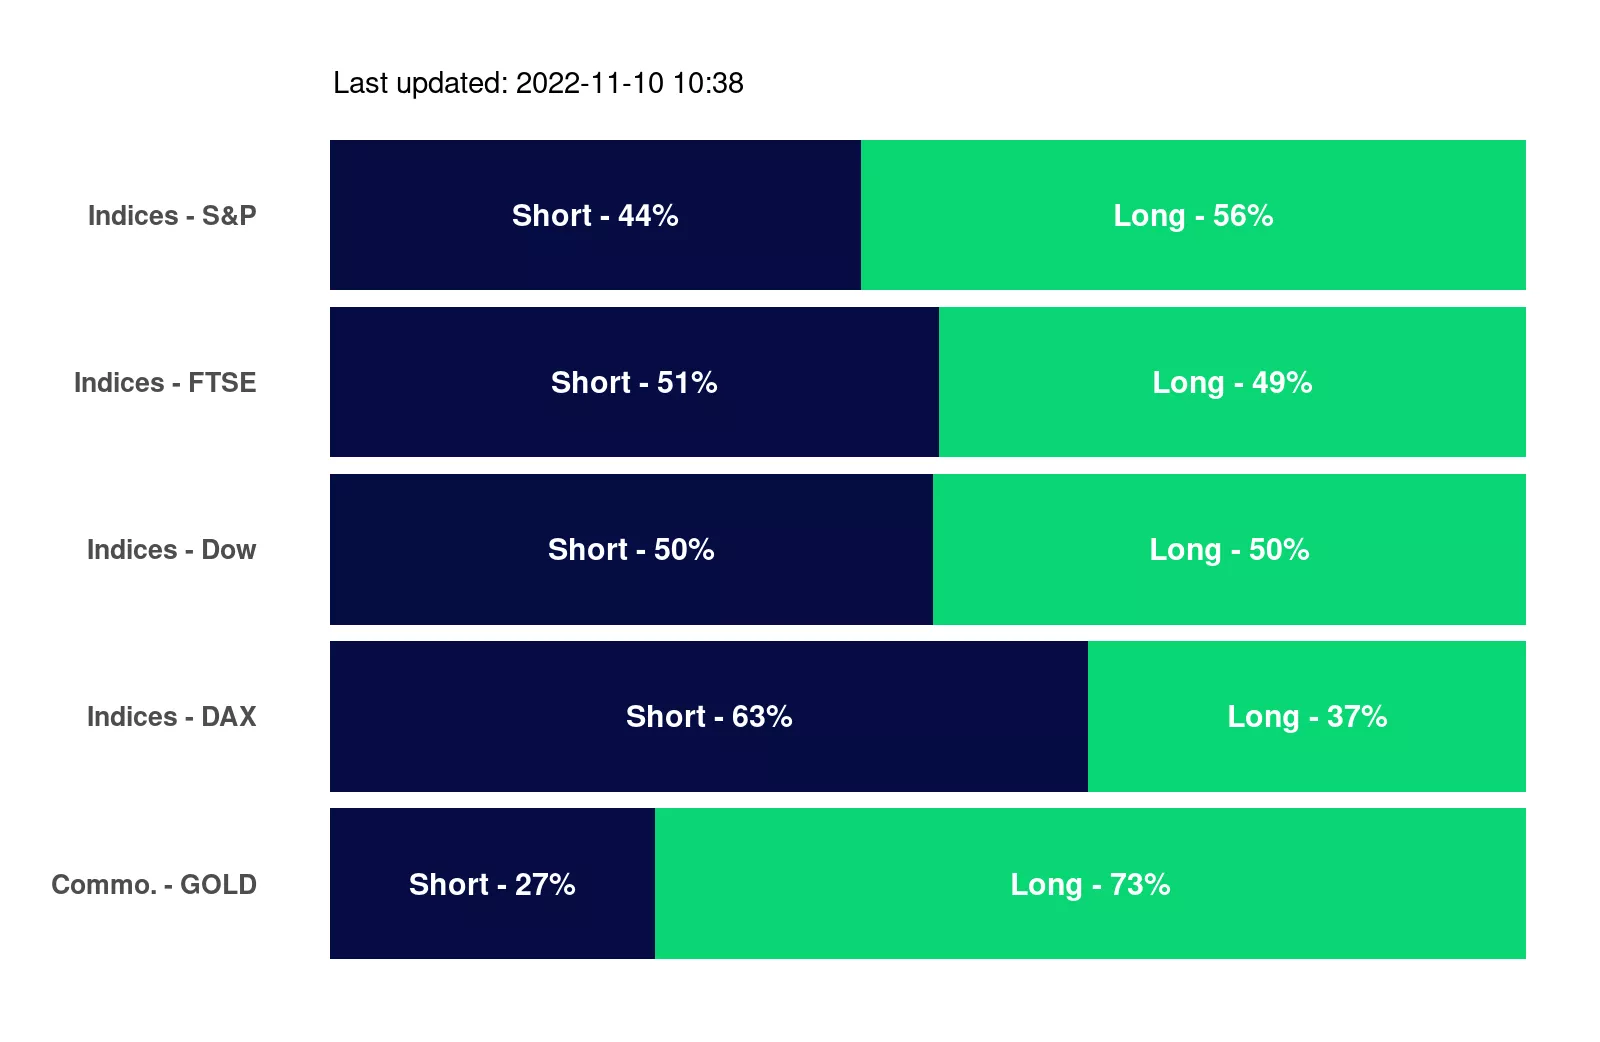 Last updated: 2022-11-10 10:38
Indices - S&P Short - 44% Long - 56%
Indices - FTSE Short - 51% Long - 49%
Indices - Dow Short - 50% Long - 50%
Indices - DAX Short - 63% Long - 37%
Commo. - GOLD Short - 27% Long - 73%